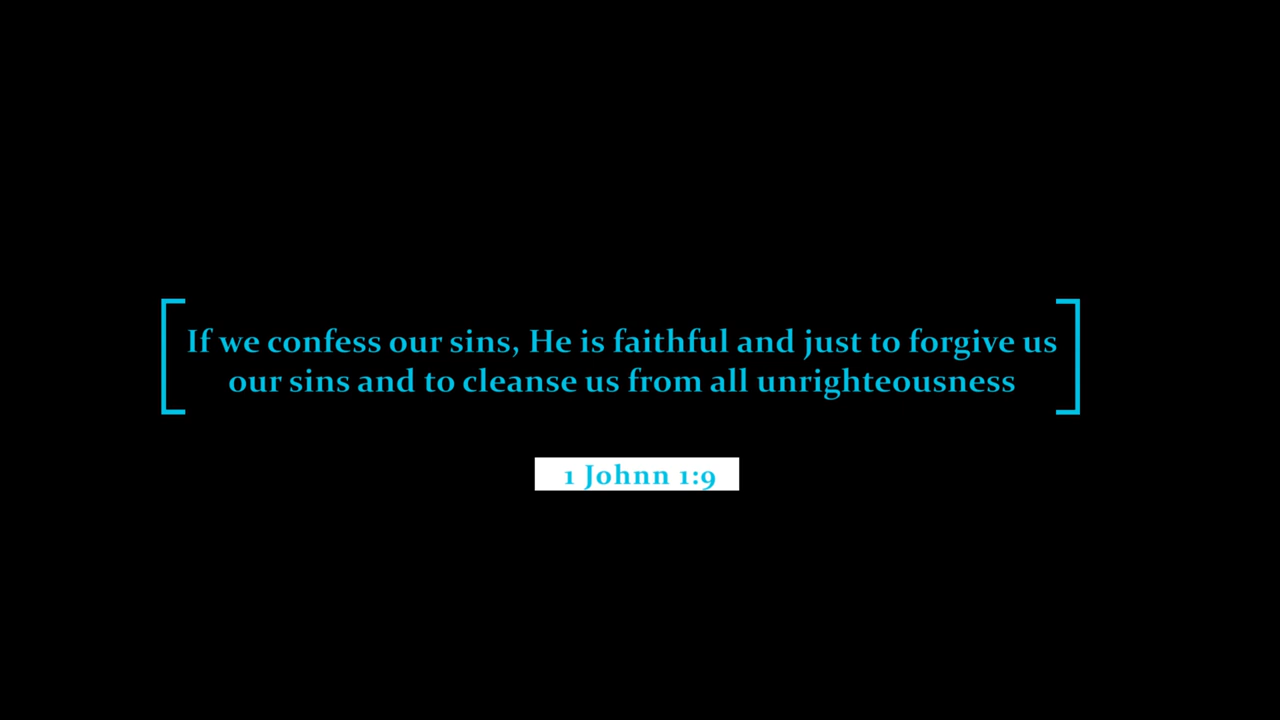 If we confess our sins, He is faithful and just to forgive us
our sins and to cleanse us from all unrighteousness
1 Johnn 1:9